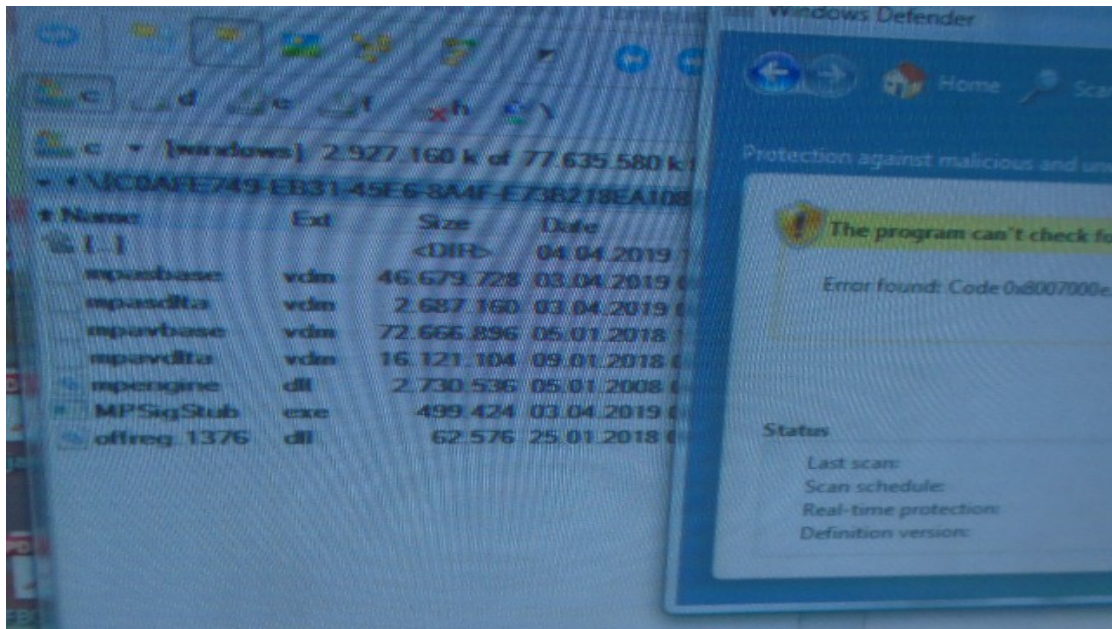 Windows Defender
c d e f h \
Home
c [windows] 2.927.160 k of 77.635.580 k
Protection against malicious and
Name Ext Size Date
[..] <DIR> 04.04.2019
mpasbase vdm 46.679.728 03.04.2019
mpasdlta vdm 2.687.160 03.04.2019
mpavbase vdm 72.666.896 05.01.2018
mpavdlta vdm 16.121.104 09.01.2018
mpengine dll 2.730.536 05.01.2008
MPSigStub exe 499.424 03.04.2019
offreg.1376 dll 62.576 25.01.2018
The program can't check fo
Error found: Code 0x8007000e
Status
Last scan:
Scan schedule:
Real-time protection:
Definition version: